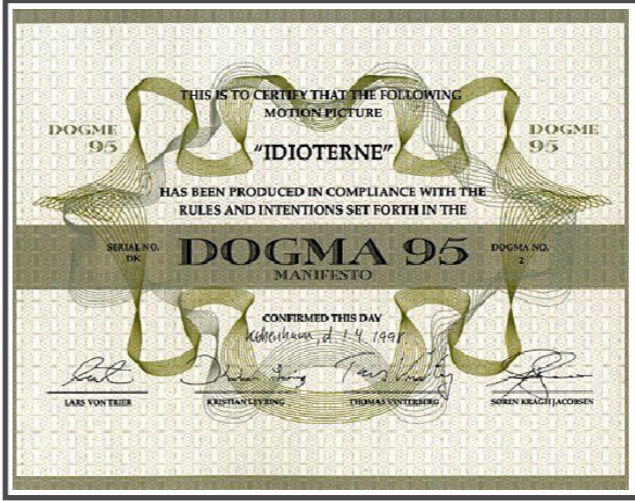 THIS IS TO CERTIFY THAT THE FOLLOWING
MOTION PICTURE
DOGME
95
DOGME
95
"IDIOTERNE"
HAS BEEN PRODUCED IN COMPLIANCE WITH THE
RULES AND INTENTIONS SET FORTH IN THE
SERIAL NO.
DK
DOGMA 95
MANIFESTO
DOGMA NO.
2
CONFIRMED THIS DAY
København, d. 1.4. 1998
LARS VON TRIER
KRISTIAN LEVRING
THOMAS VINTERBERG
SØREN KRAGH JACOBSEN